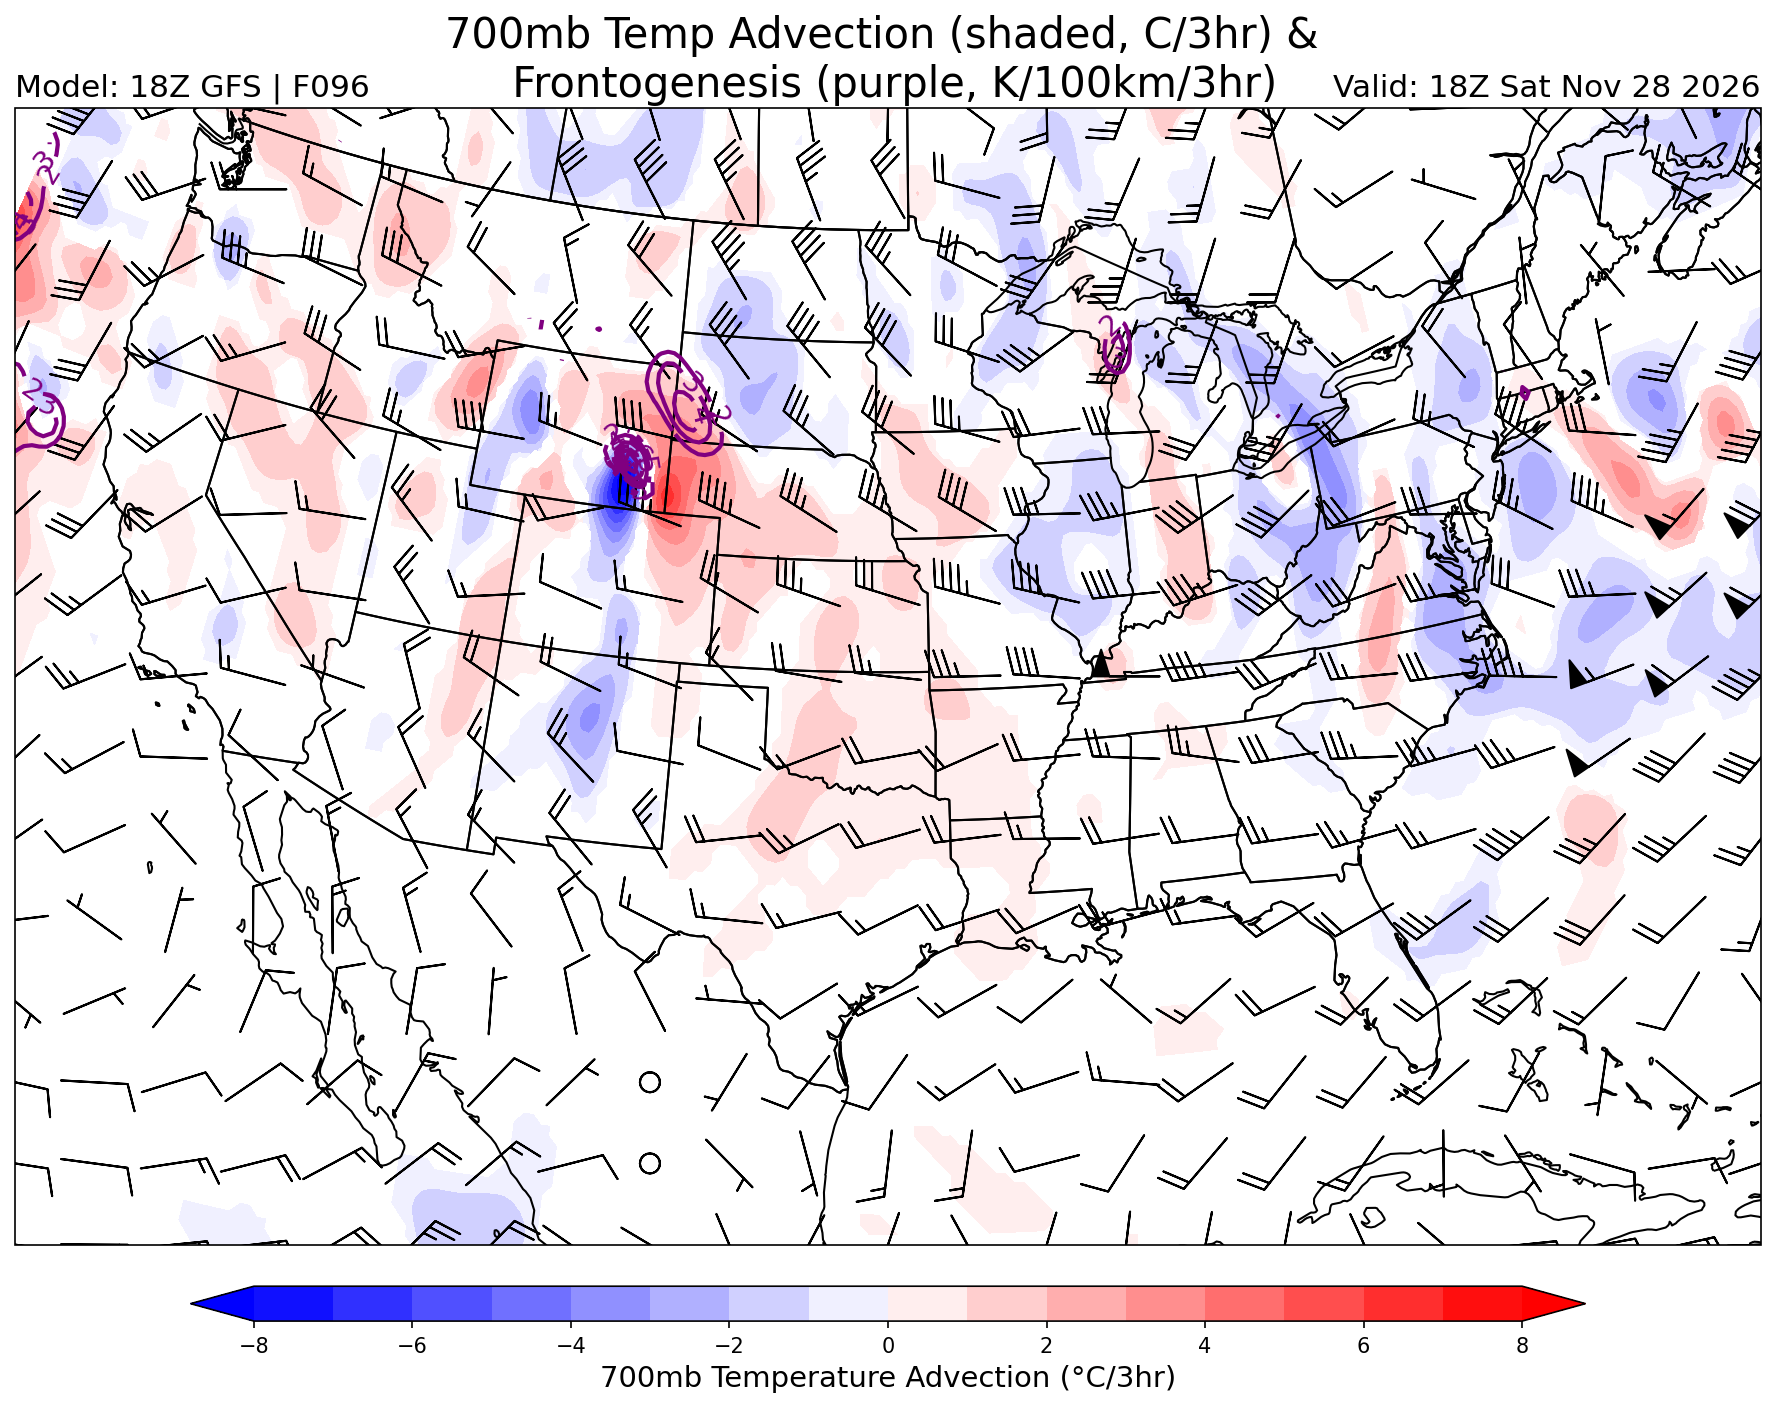 700mb Temp Advection (shaded, C/3hr) &
Frontogenesis (purple, K/100km/3hr)
Model: 18Z GFS | F096
Valid: 18Z Sat Nov 28 2026
−8 −6 −4 −2 0 2 4 6 8
700mb Temperature Advection (°C/3hr)